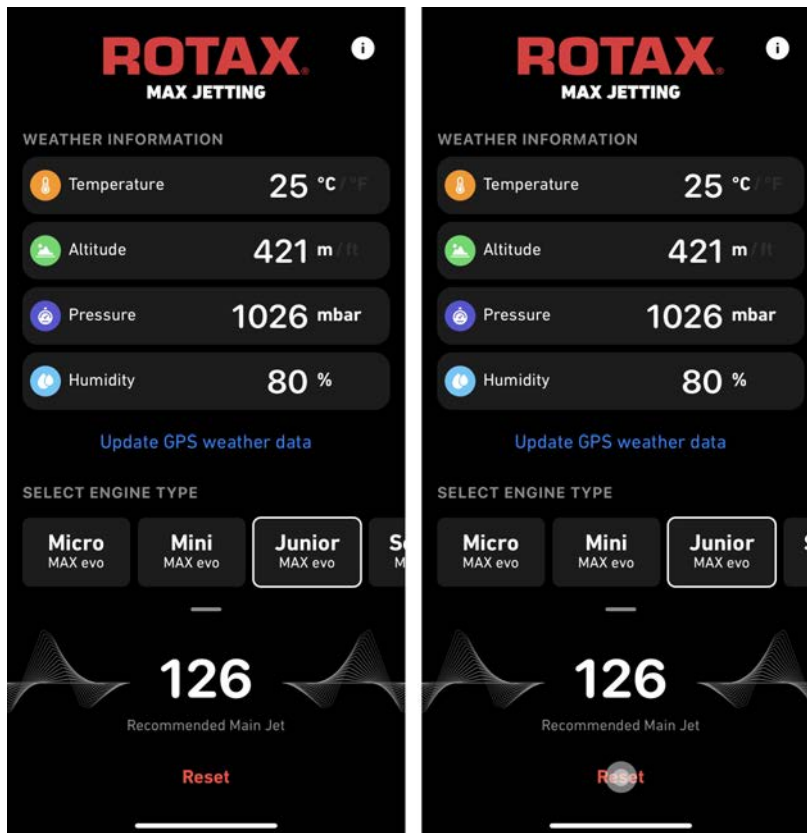 ROTAX®
MAX JETTING
WEATHER INFORMATION
Temperature 25 °C / °F
Altitude 421 m / ft
Pressure 1026 mbar
Humidity 80 %
Update GPS weather data
SELECT ENGINE TYPE
Micro Mini Junior
MAX evo MAX evo MAX evo M
126
Recommended Main Jet
Reset
ROTAX®
MAX JETTING
WEATHER INFORMATION
Temperature 25 °C / °F
Altitude 421 m / ft
Pressure 1026 mbar
Humidity 80 %
Update GPS weather data
SELECT ENGINE TYPE
Micro Mini Junior
MAX evo MAX evo MAX evo
126
Recommended Main Jet
Reset